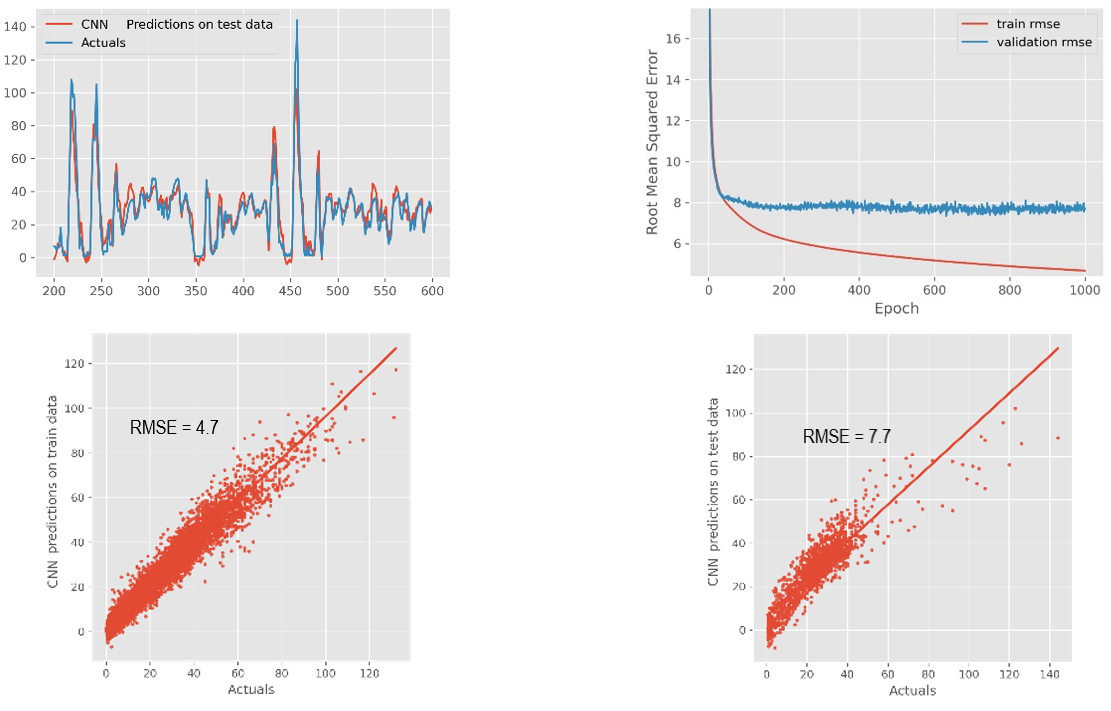 CNN Predictions on test data
Actuals
140
120
100
80
60
40
20
0
200 250 300 350 400 450 500 550 600
train rmse
validation rmse
Root Mean Squared Error
16
14
12
10
8
6
0 200 400 600 800 1000
Epoch
CNN predictions on train data
120
100
80
60
40
20
0
RMSE = 4.7
0 20 40 60 80 100 120
Actuals
CNN predictions on test data
120
100
80
60
40
20
0
RMSE = 7.7
0 20 40 60 80 100 120 140
Actuals